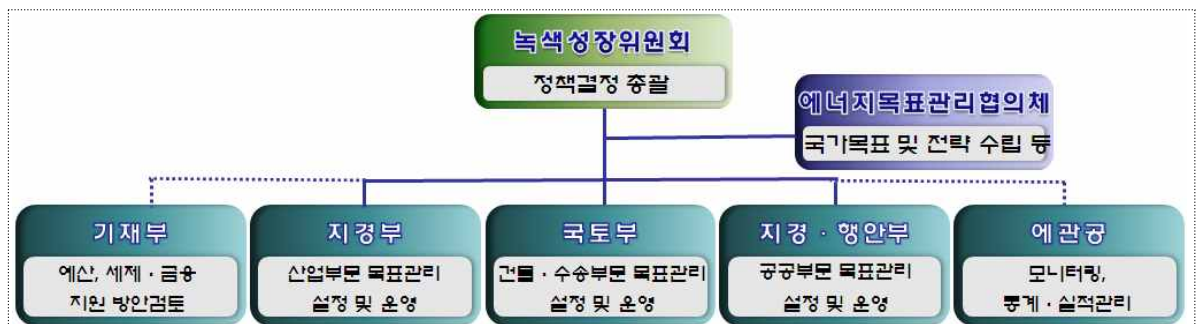 녹색성장위원회
정책결정 총괄
에너지목표관리협의체
국가목표 및 전략 수립 등
기재부
예산, 세제 · 금융
지원 방안검토
지경부
산업부문 목표관리
설정 및 운영
국토부
건물 · 수송부문 목표관리
설정 및 운영
지경 · 행안부
공공부문 목표관리
설정 및 운영
에관공
모니터링,
통계 · 실적관리